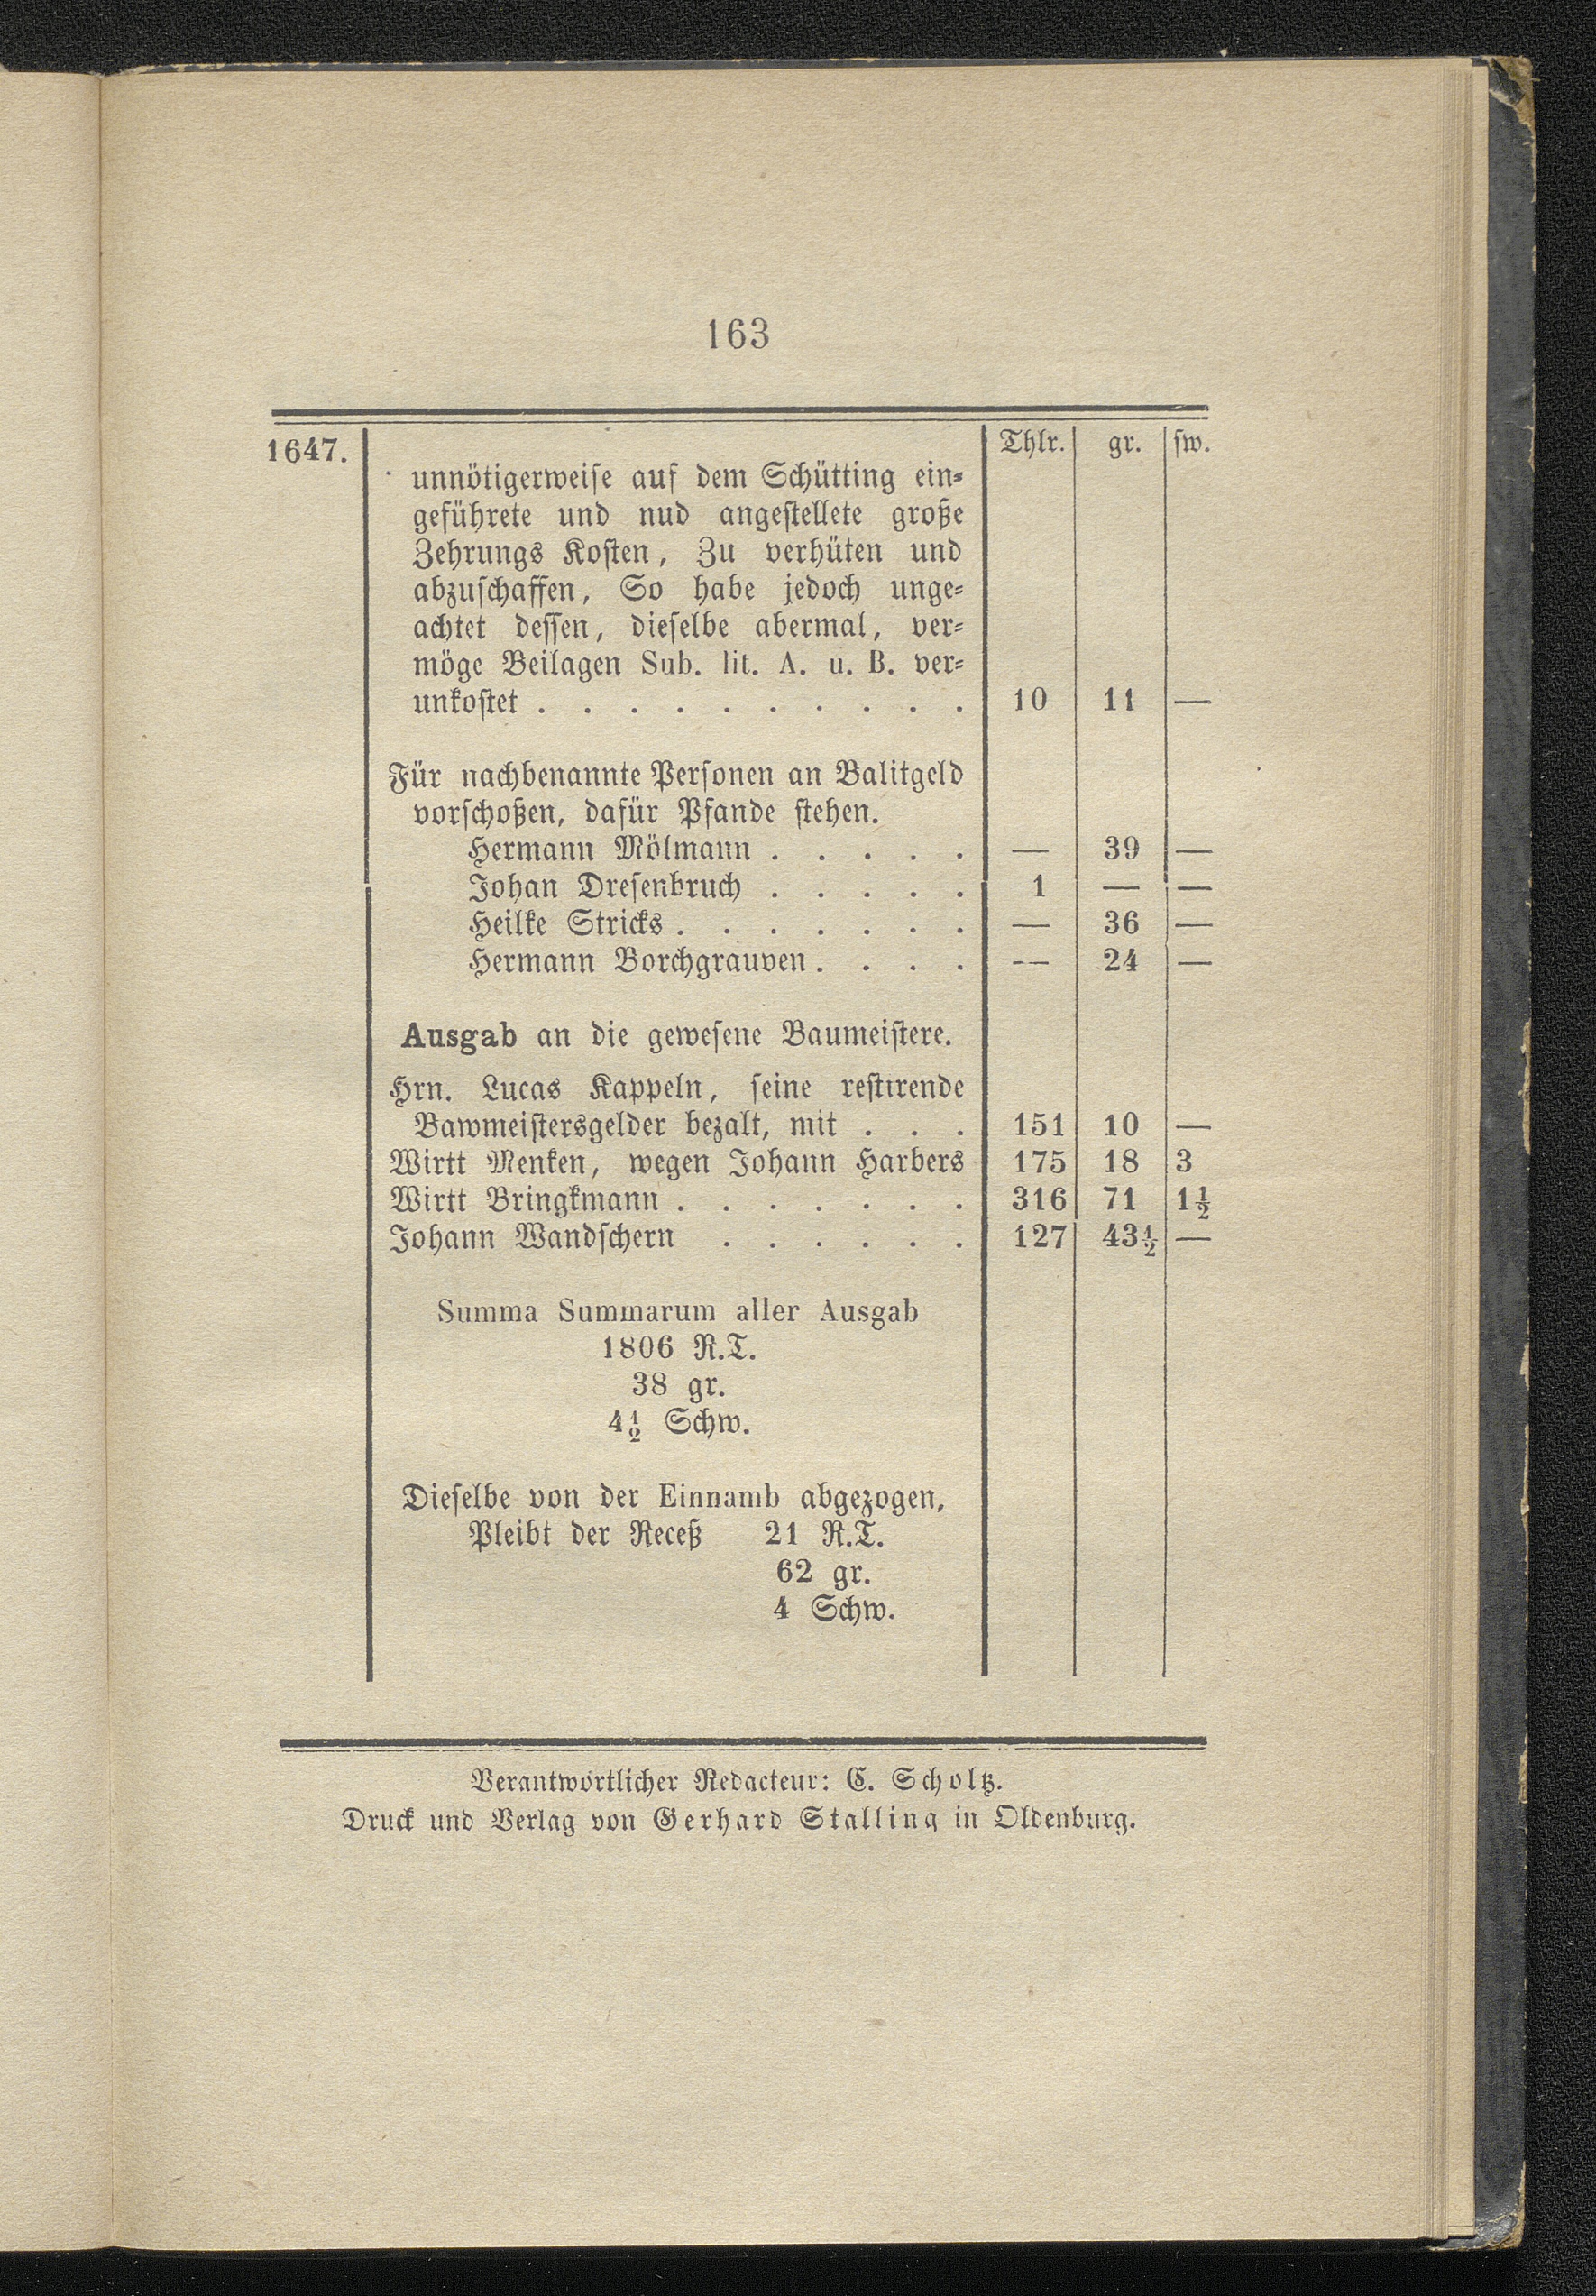 163
1647. Thlr. gr. sw.
unnötigerweise auf dem Schütting ein-
geführete und nud angestellete große
Zehrungs Kosten, Zu verhüten und
abzuschaffen, So habe jedoch unge-
achtet dessen, dieselbe abermal, ver-
möge Beilagen Sub. lit. A. u. B. ver-
unkostet . . . . . . . . . . 10 11 —
Für nachbenannte Personen an Balitgeld
vorschoßen, dafür Pfande stehen.
Hermann Mölmann . . . . . — 39 —
Johan Dresenbruch . . . . . 1 — —
Heilke Stricks . . . . . . . — 36 —
Hermann Borchgrauven . . . . — 24 —
Ausgab an die gewesene Baumeistere.
Hrn. Lucas Kappeln, seine restirende
Bawmeistersgelder bezalt, mit . . . 151 10 —
Wirtt Menken, wegen Johann Harbers 175 18 3
Wirtt Bringkmann . . . . . . . 316 71 1½
Johann Wandschern . . . . . . 127 43½ —
Summa Summarum aller Ausgab
1806 R.T.
38 gr.
4½ Schw.
Dieselbe von der Einnamb abgezogen,
Pleibt der Receß 21 R.T.
62 gr.
4 Schw.
Verantwortlicher Redacteur: C. Scholtz.
Druck und Verlag von Gerhard Stalling in Oldenburg.